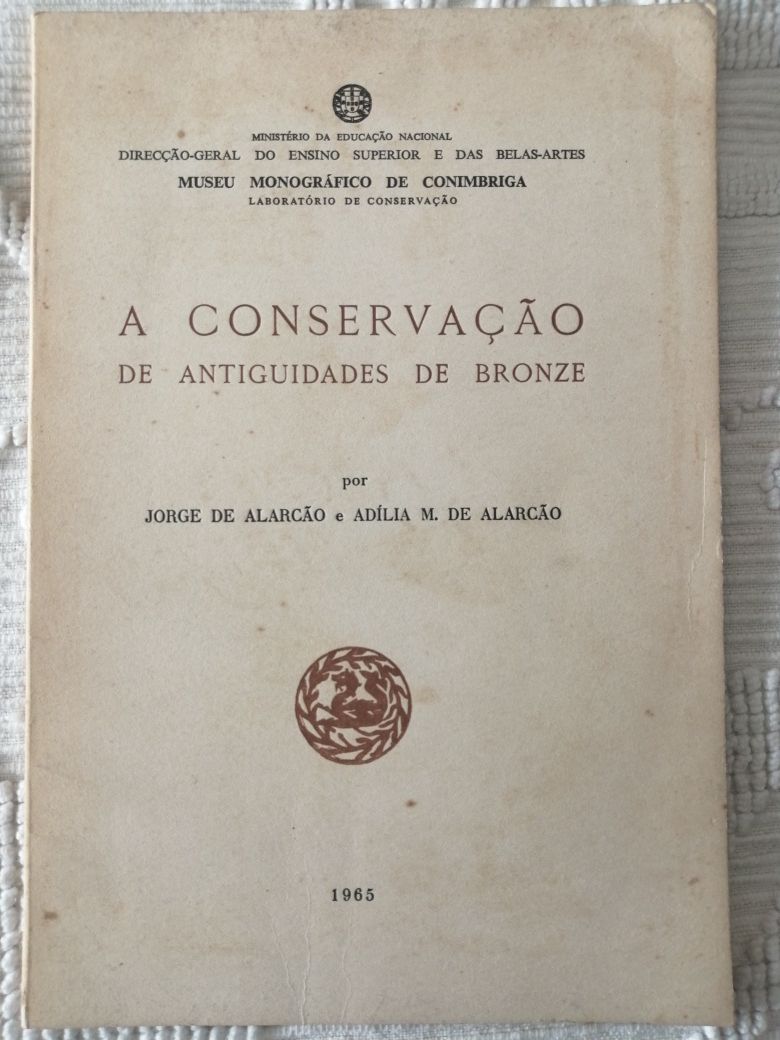 MINISTÉRIO DA EDUCAÇÃO NACIONAL
DIRECÇÃO-GERAL DO ENSINO SUPERIOR E DAS BELAS-ARTES
MUSEU MONOGRÁFICO DE CONIMBRIGA
LABORATÓRIO DE CONSERVAÇÃO
A CONSERVAÇÃO
DE ANTIGUIDADES DE BRONZE
por
JORGE DE ALARCÃO e ADÍLIA M. DE ALARCÃO
1965